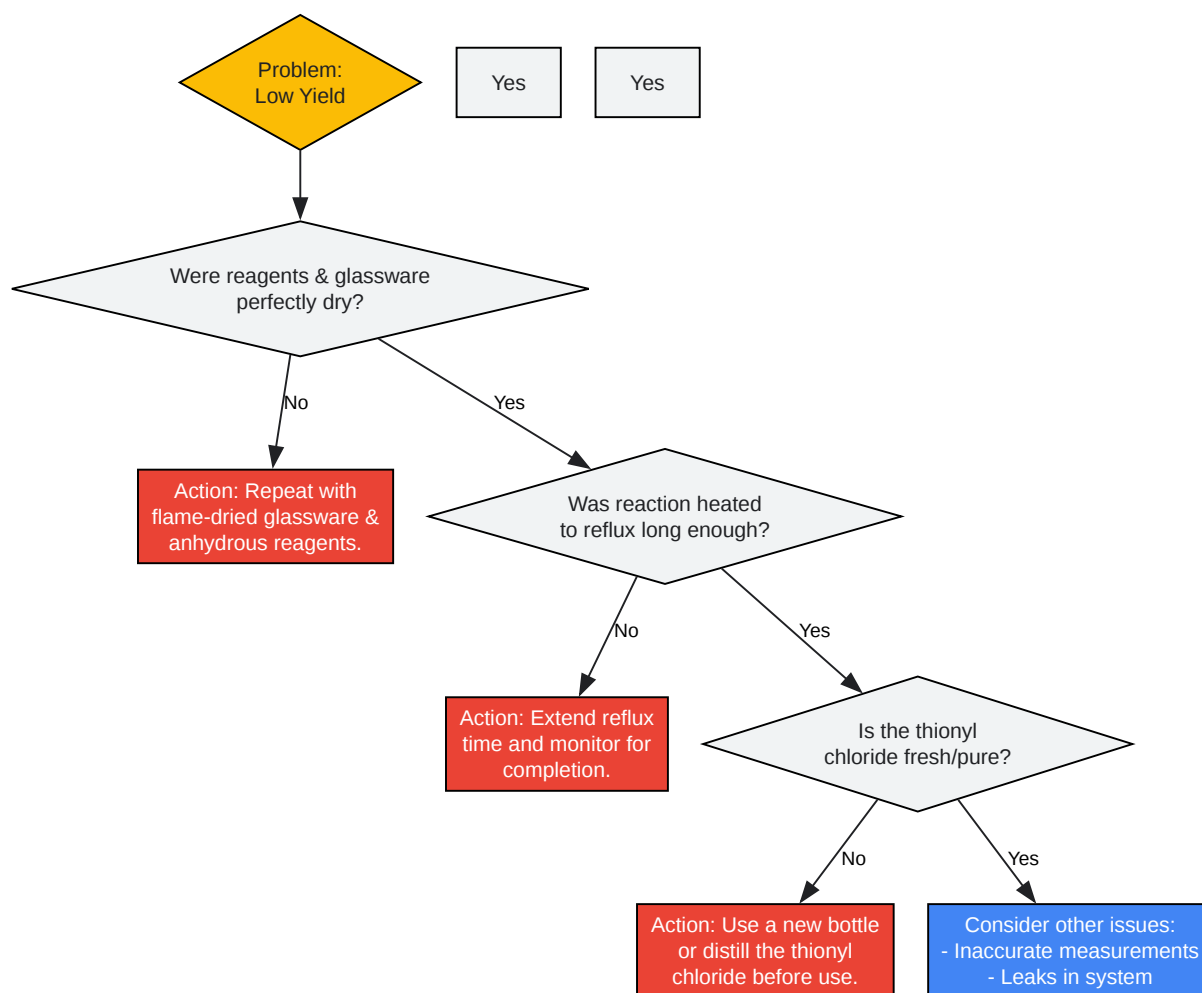 Problem:
Low Yield
Yes
Yes
Were reagents & glassware
perfectly dry?
No
Yes
Action: Repeat with
flame-dried glassware &
anhydrous reagents.
Was reaction heated
to reflux long enough?
No
Yes
Action: Extend reflux
time and monitor for
completion.
Is the thionyl
chloride fresh/pure?
No
Yes
Action: Use a new bottle
or distill the thionyl
chloride before use.
Consider other issues:
- Inaccurate measurements
- Leaks in system